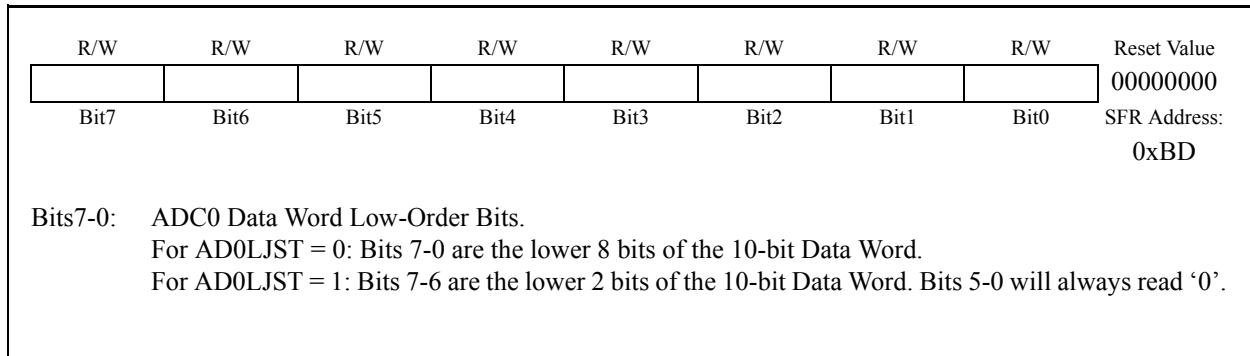 R/W R/W R/W R/W R/W R/W R/W R/W Reset Value
00000000
Bit7 Bit6 Bit5 Bit4 Bit3 Bit2 Bit1 Bit0 SFR Address:
0xBD
Bits7-0: ADC0 Data Word Low-Order Bits.
For AD0LJST = 0: Bits 7-0 are the lower 8 bits of the 10-bit Data Word.
For AD0LJST = 1: Bits 7-6 are the lower 2 bits of the 10-bit Data Word. Bits 5-0 will always read ‘0’.